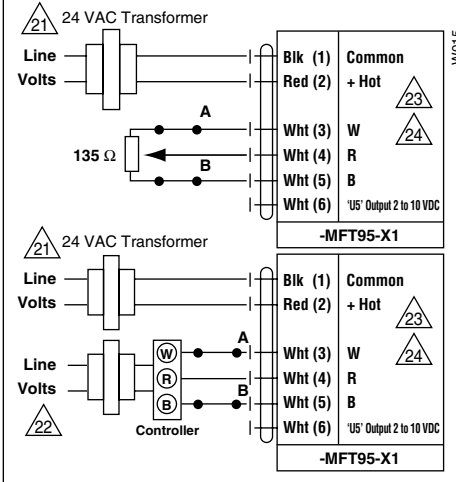 21 24 VAC Transformer
Line
Volts
Blk (1) Common
Red (2) + Hot
23
A
Wht (3) W
24
135 Ω
Wht (4) R
B
Wht (5) B
Wht (6) 'U5' Output 2 to 10 VDC
-MFT95-X1
21 24 VAC Transformer
Line
Volts
Blk (1) Common
Red (2) + Hot
23
A
W
Wht (3) W
24
Line
Volts
R
Wht (4) R
B
B
Wht (5) B
22
Controller
Wht (6) 'U5' Output 2 to 10 VDC
-MFT95-X1